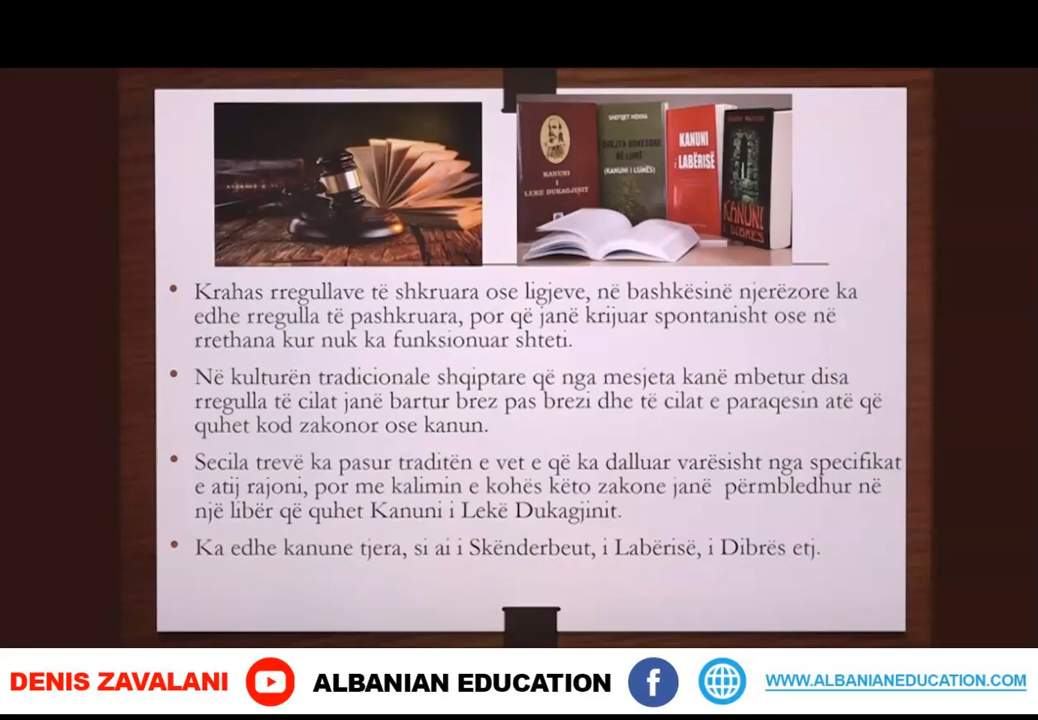 KANUNI
I
LEKË DUKAGJINIT
SHEFQET HOXHA
(KANUNI I LUMËS)
KANUNI
i LABËRISË
KANUNI
I DIBRËS
• Krahas rregullave të shkruara ose ligjeve, në bashkësinë njerëzore ka
edhe rregulla të pashkruara, por që janë krijuar spontanisht ose në
rrethana kur nuk ka funksionuar shteti.
• Në kulturën tradicionale shqiptare që nga mesjeta kanë mbetur disa
rregulla të cilat janë bartur brez pas brezi dhe të cilat e paraqesin atë që
quhet kod zakonor ose kanun.
• Secila trevë ka pasur traditën e vet e që ka dalluar varësisht nga specifikat
e atij rajoni, por me kalimin e kohës këto zakone janë përmbledhur në
një libër që quhet Kanuni i Lekë Dukagjinit.
• Ka edhe kanune tjera, si ai i Skënderbeut, i Labërisë, i Dibrës etj.
DENIS ZAVALANI ALBANIAN EDUCATION f WWW.ALBANIANEDUCATION.COM